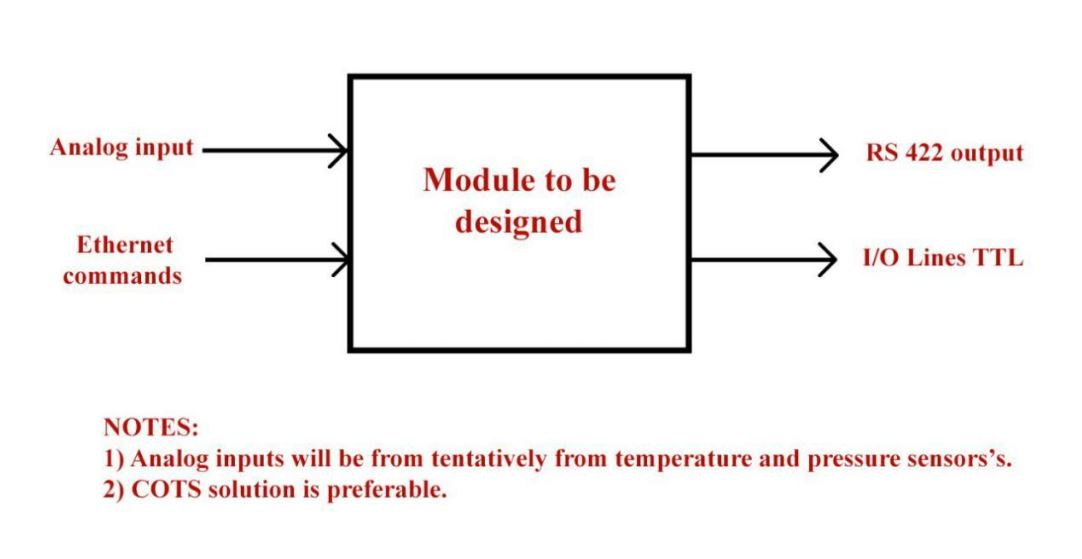 Analog input
Ethernet
commands
Module to be
designed
RS 422 output
I/O Lines TTL
NOTES:
1) Analog inputs will be from tentatively from temperature and pressure sensors's.
2) COTS solution is preferable.